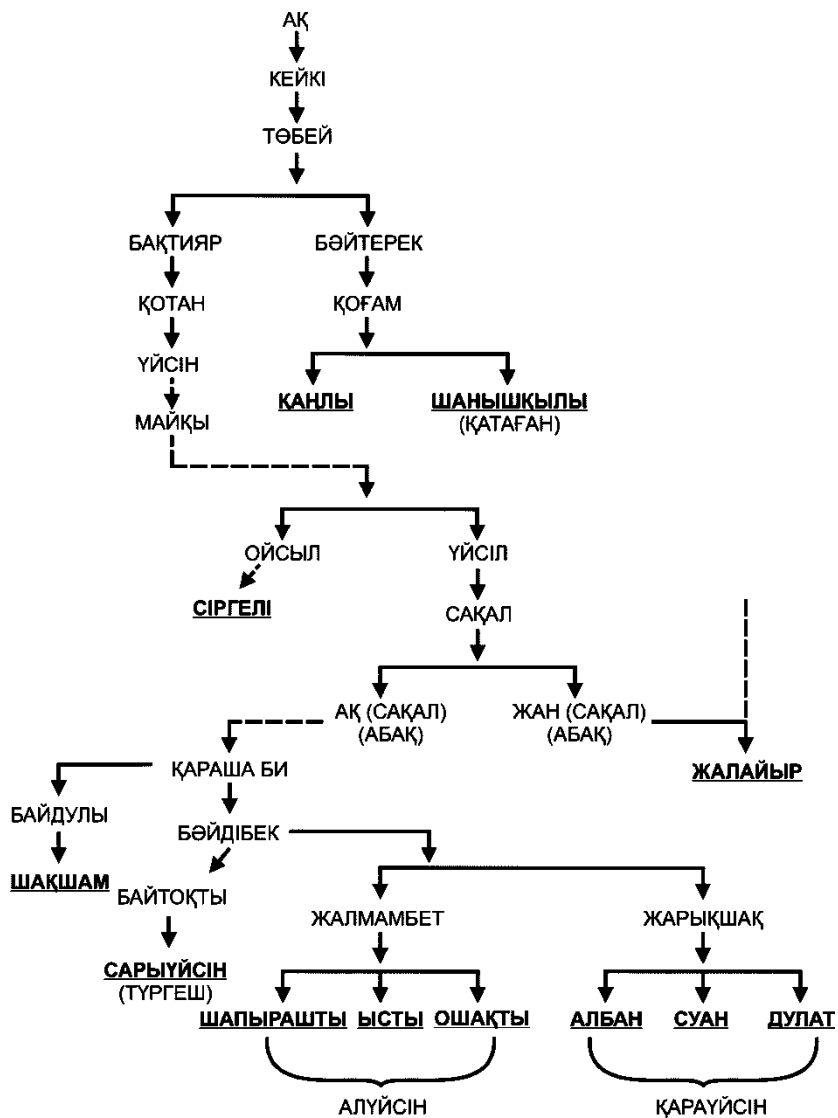 АҚ
КЕЙКІ
ТӨБЕЙ
БАҚТИЯР
БӘЙТЕРЕК
ҚОТАН
ҚОҒАМ
ҮЙСІН
МАЙҚЫ
ҚАҢЛЫ
ШАНЫШҚЫЛЫ
(ҚАТАҒАН)
ОЙСЫЛ
ҮЙСІЛ
СІРГЕЛІ
САҚАЛ
АҚ (САҚАЛ)
(АБАҚ)
ЖАН (САҚАЛ)
(АБАҚ)
ЖАЛАЙЫР
ҚАРАША БИ
БАЙДУЛЫ
БӘЙДІБЕК
ШАҚШАМ
БАЙТОҚТЫ
ЖАЛМАМБЕТ
ЖАРЫҚШАҚ
САРЫҮЙСІН
(ТҮРГЕШ)
ШАПЫРАШТЫ
ЫСТЫ
ОШАҚТЫ
АЛБАН
СУАН
ДУЛАТ
АЛҮЙСІН
ҚАРАҮЙСІН